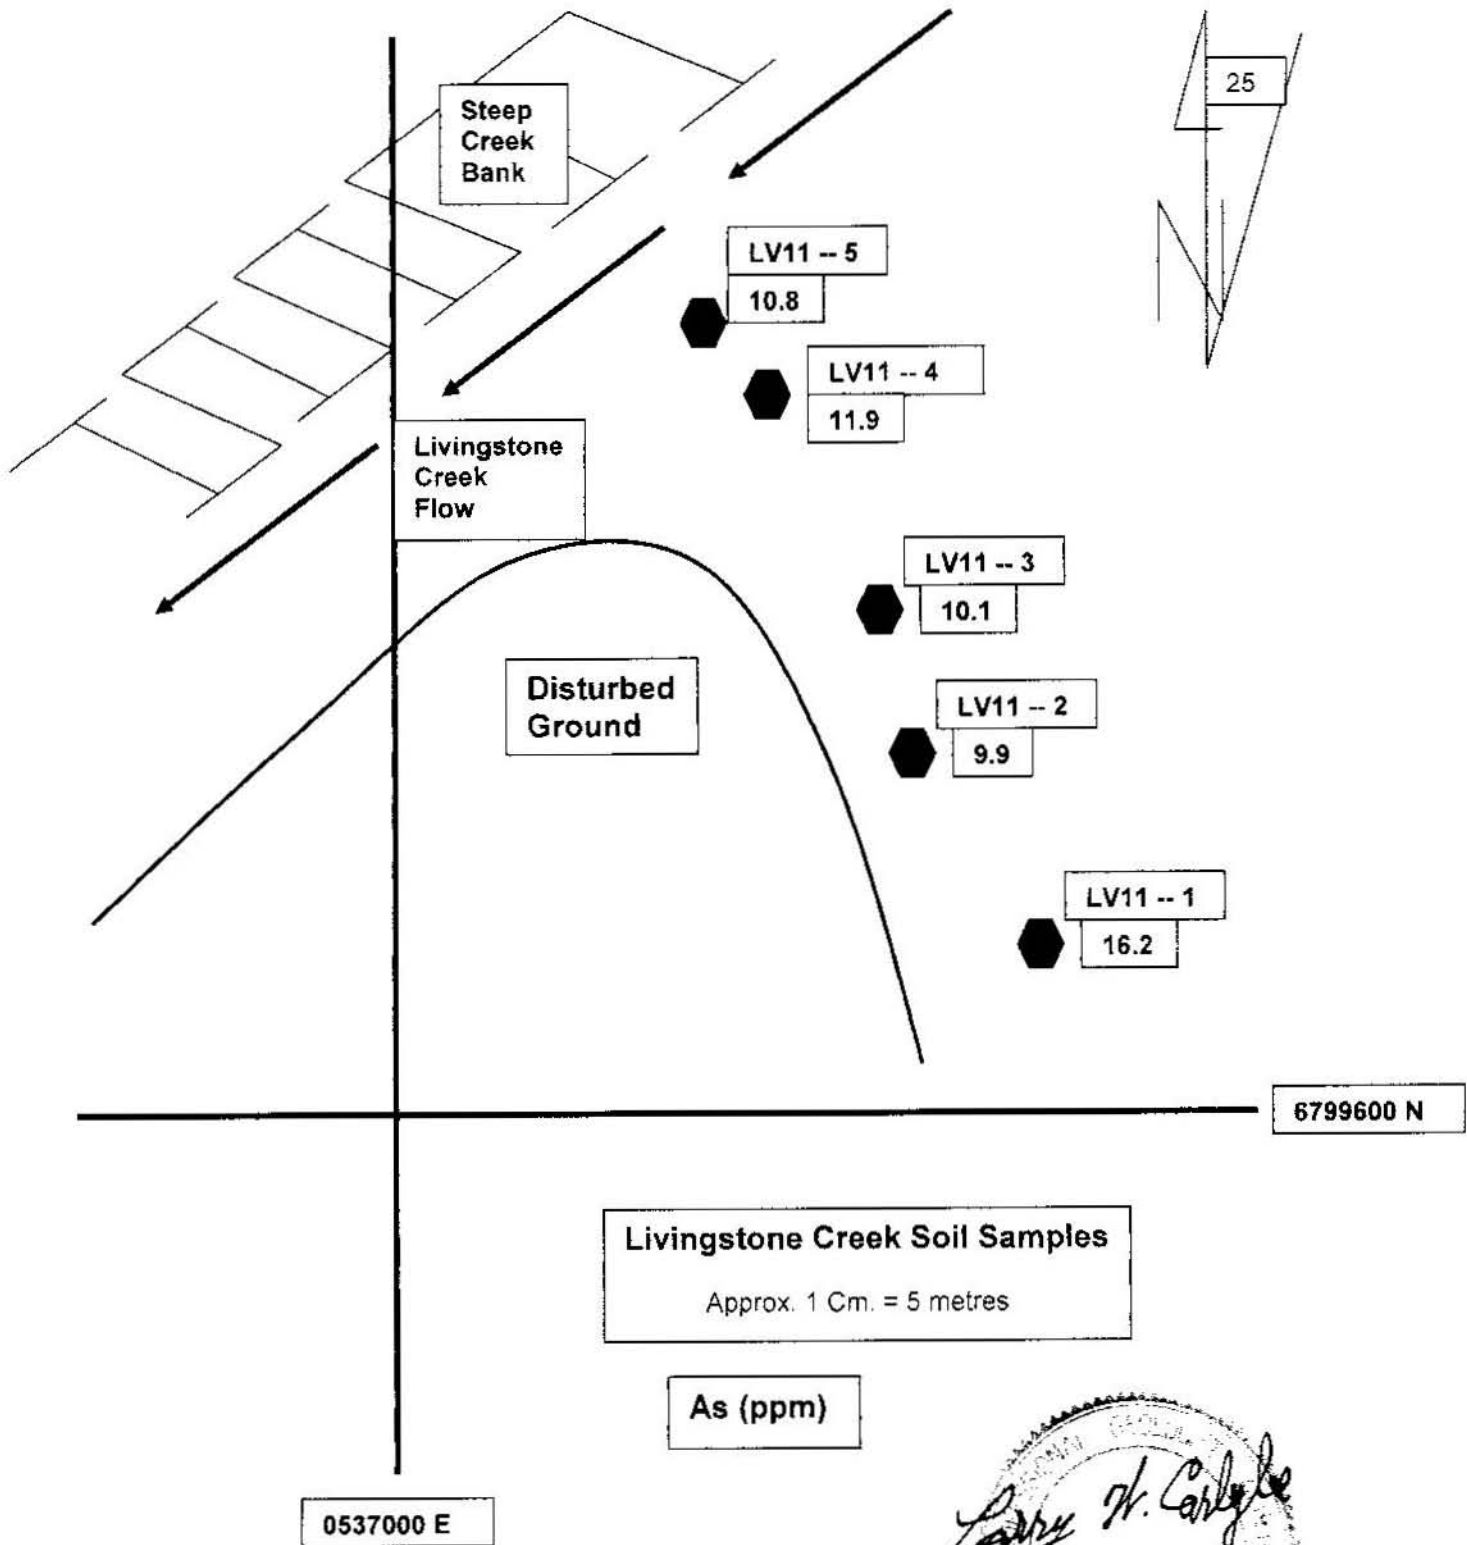 Steep
Creek
Bank
25
LV11 -- 5
10.8
LV11 -- 4
11.9
Livingstone
Creek
Flow
LV11 -- 3
10.1
Disturbed
Ground
LV11 -- 2
9.9
LV11 -- 1
16.2
6799600 N
Livingstone Creek Soil Samples
Approx. 1 Cm. = 5 metres
As (ppm)
0537000 E
Larry W. Carlyle